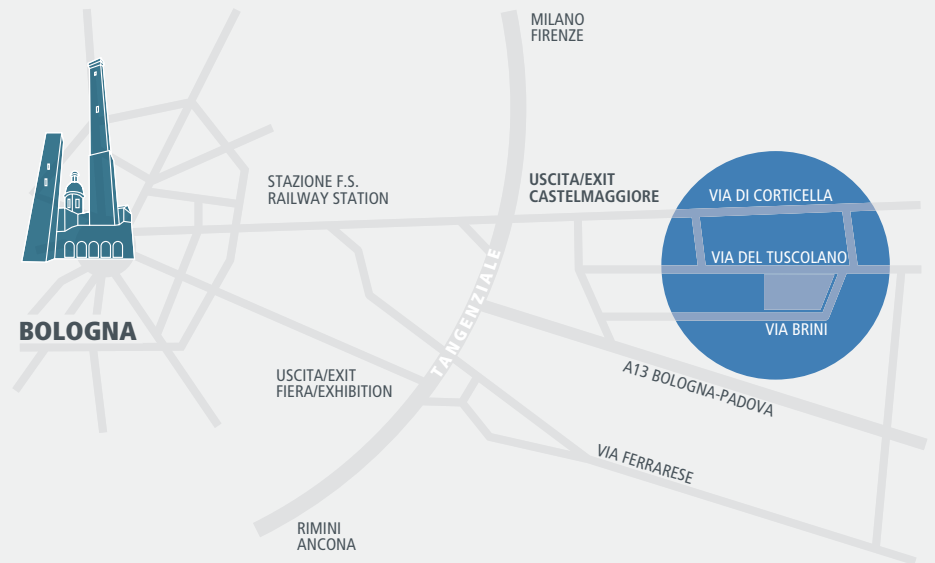 MILANO
FIRENZE
STAZIONE F.S.
RAILWAY STATION
USCITA/EXIT
CASTELMAGGIORE
VIA DI CORTICELLA
VIA DEL TUSCOLANO
TANGENZIALE
BOLOGNA
VIA BRINI
USCITA/EXIT
FIERA/EXHIBITION
A13 BOLOGNA-PADOVA
VIA FERRARESE
RIMINI
ANCONA